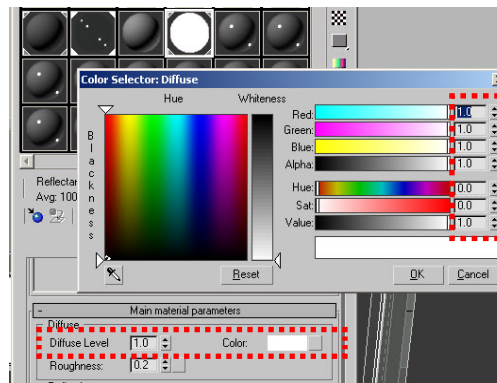 Color Selector: Diffuse
Hue
Whiteness
Blackness
Red: 1.0
Green: 1.0
Blue: 1.0
Alpha: 1.0
Hue: 0.0
Sat: 0.0
Value: 1.0
Reset
OK
Cancel
Reflectan
Avg: 100
- Main material parameters
Diffuse
Diffuse Level 1.0 Color:
Roughness: 0.2